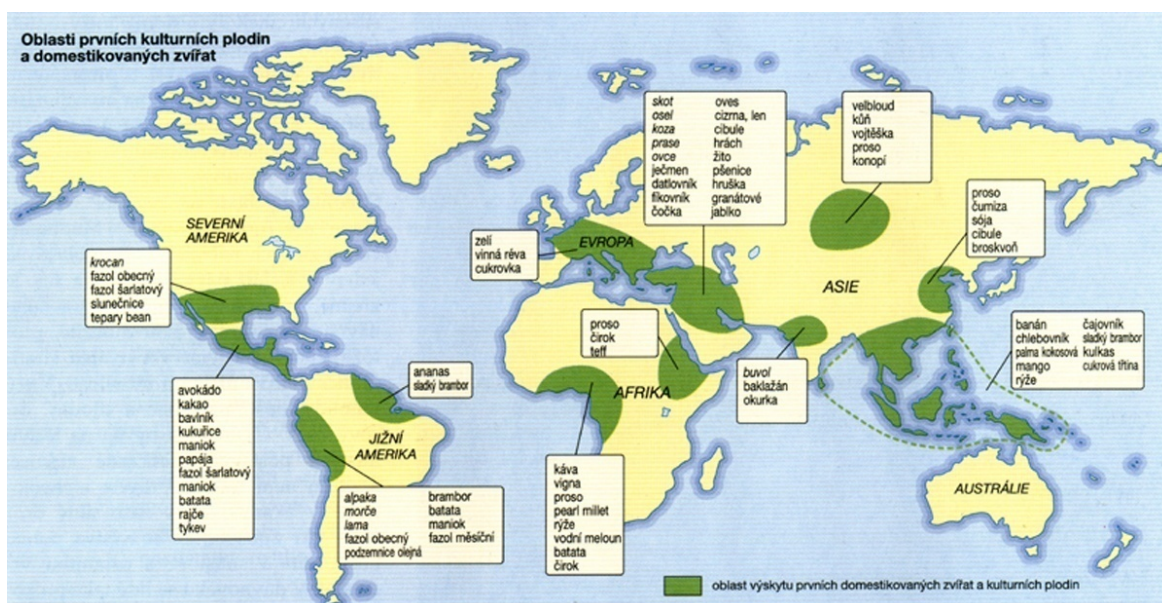 Oblasti prvních kulturních plodin
a domestikovaných zvířat
SEVERNÍ
AMERIKA
krocan
fazol obecný
fazol šarlatový
slunečnice
tepary bean
avokádo
kakao
bavlník
kukuřice
maniok
papája
fazol šarlatový
maniok
batata
rajče
tykev
ananas
sladký brambor
JIŽNÍ
AMERIKA
alpaka
morče
lama
fazol obecný
podzemnice olejná
brambor
batata
maniok
fazol měsíční
zelí
vinná réva
cukrovka
EVROPA
skot
osel
koza
prase
ovce
ječmen
datlovník
fíkovník
čočka
oves
cizrna, len
cibule
hrách
žito
pšenice
hruška
granátové
jablko
velbloud
kůň
vojtěška
proso
konopí
proso
čumiza
sója
cibule
broskvoň
ASIE
proso
čirok
teff
AFRIKA
káva
vigna
proso
pearl millet
rýže
vodní meloun
batata
čirok
buvol
baklažán
okurka
banán
chlebovník
palma kokosová
mango
rýže
čajovník
sladký brambor
kulkas
cukrová třtina
AUSTRÁLIE
oblast výskytu prvních domestikovaných zvířat a kulturních plodin